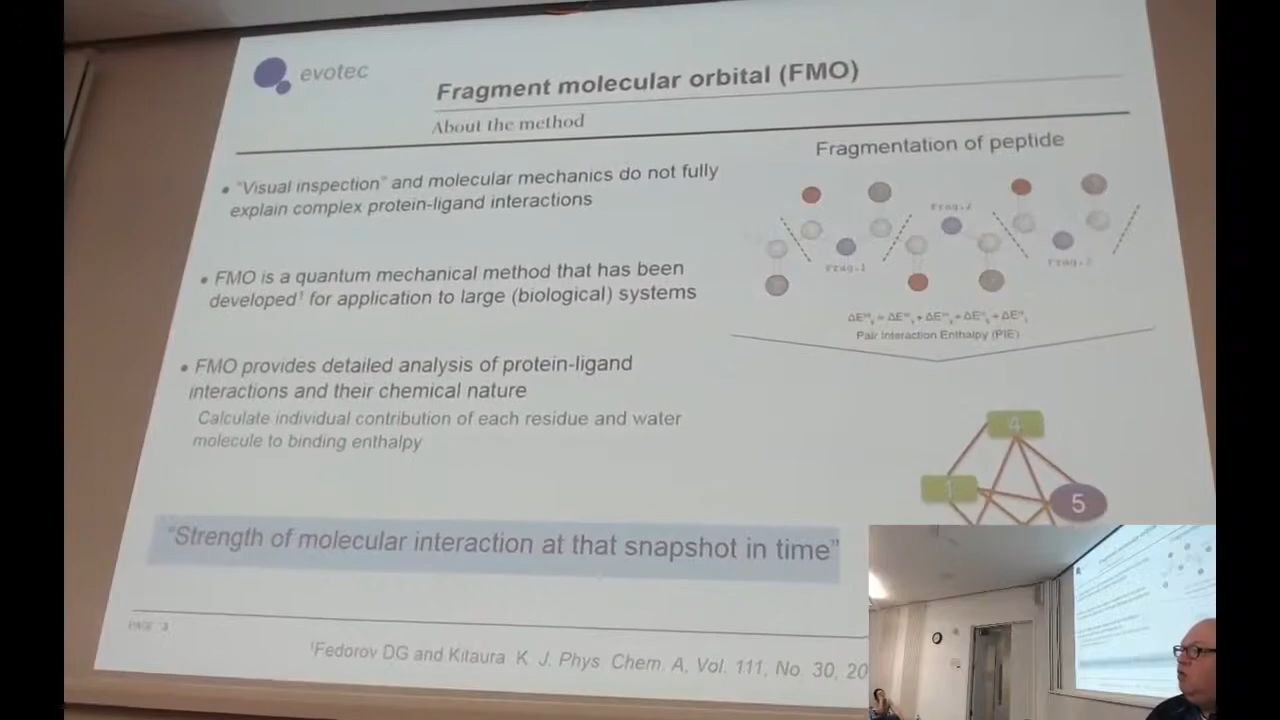 evotec
Fragment molecular orbital (FMO)
About the method
Fragmentation of peptide
• "Visual inspection" and molecular mechanics do not fully
explain complex protein-ligand interactions
Frag.2
Frag.1
• FMO is a quantum mechanical method that has been
developed¹ for application to large (biological) systems
Pair Interaction Enthalpy (PIE)
• FMO provides detailed analysis of protein-ligand
interactions and their chemical nature
Calculate individual contribution of each residue and water
molecule to binding enthalpy
4
1
5
"Strength of molecular interaction at that snapshot in time"
PAGE 3
¹Fedorov DG and Kitaura K J. Phys. Chem. A, Vol. 111, No. 30, 20